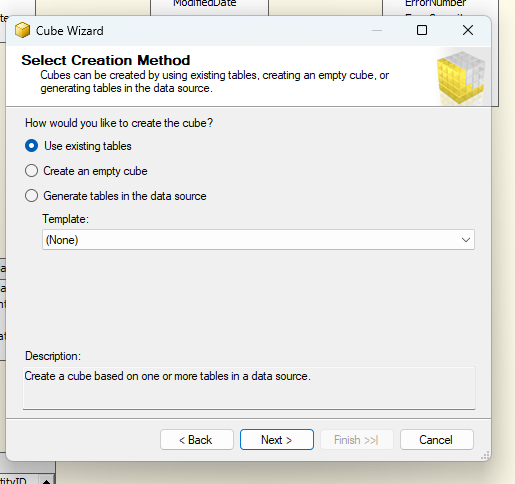 ModifiedDate
ErrorNumber
Cube Wizard
Select Creation Method
Cubes can be created by using existing tables, creating an empty cube, or
generating tables in the data source.
How would you like to create the cube?
Use existing tables
Create an empty cube
Generate tables in the data source
Template:
(None)
Description:
Create a cube based on one or more tables in a data source.
< Back
Next >
Finish >>|
Cancel